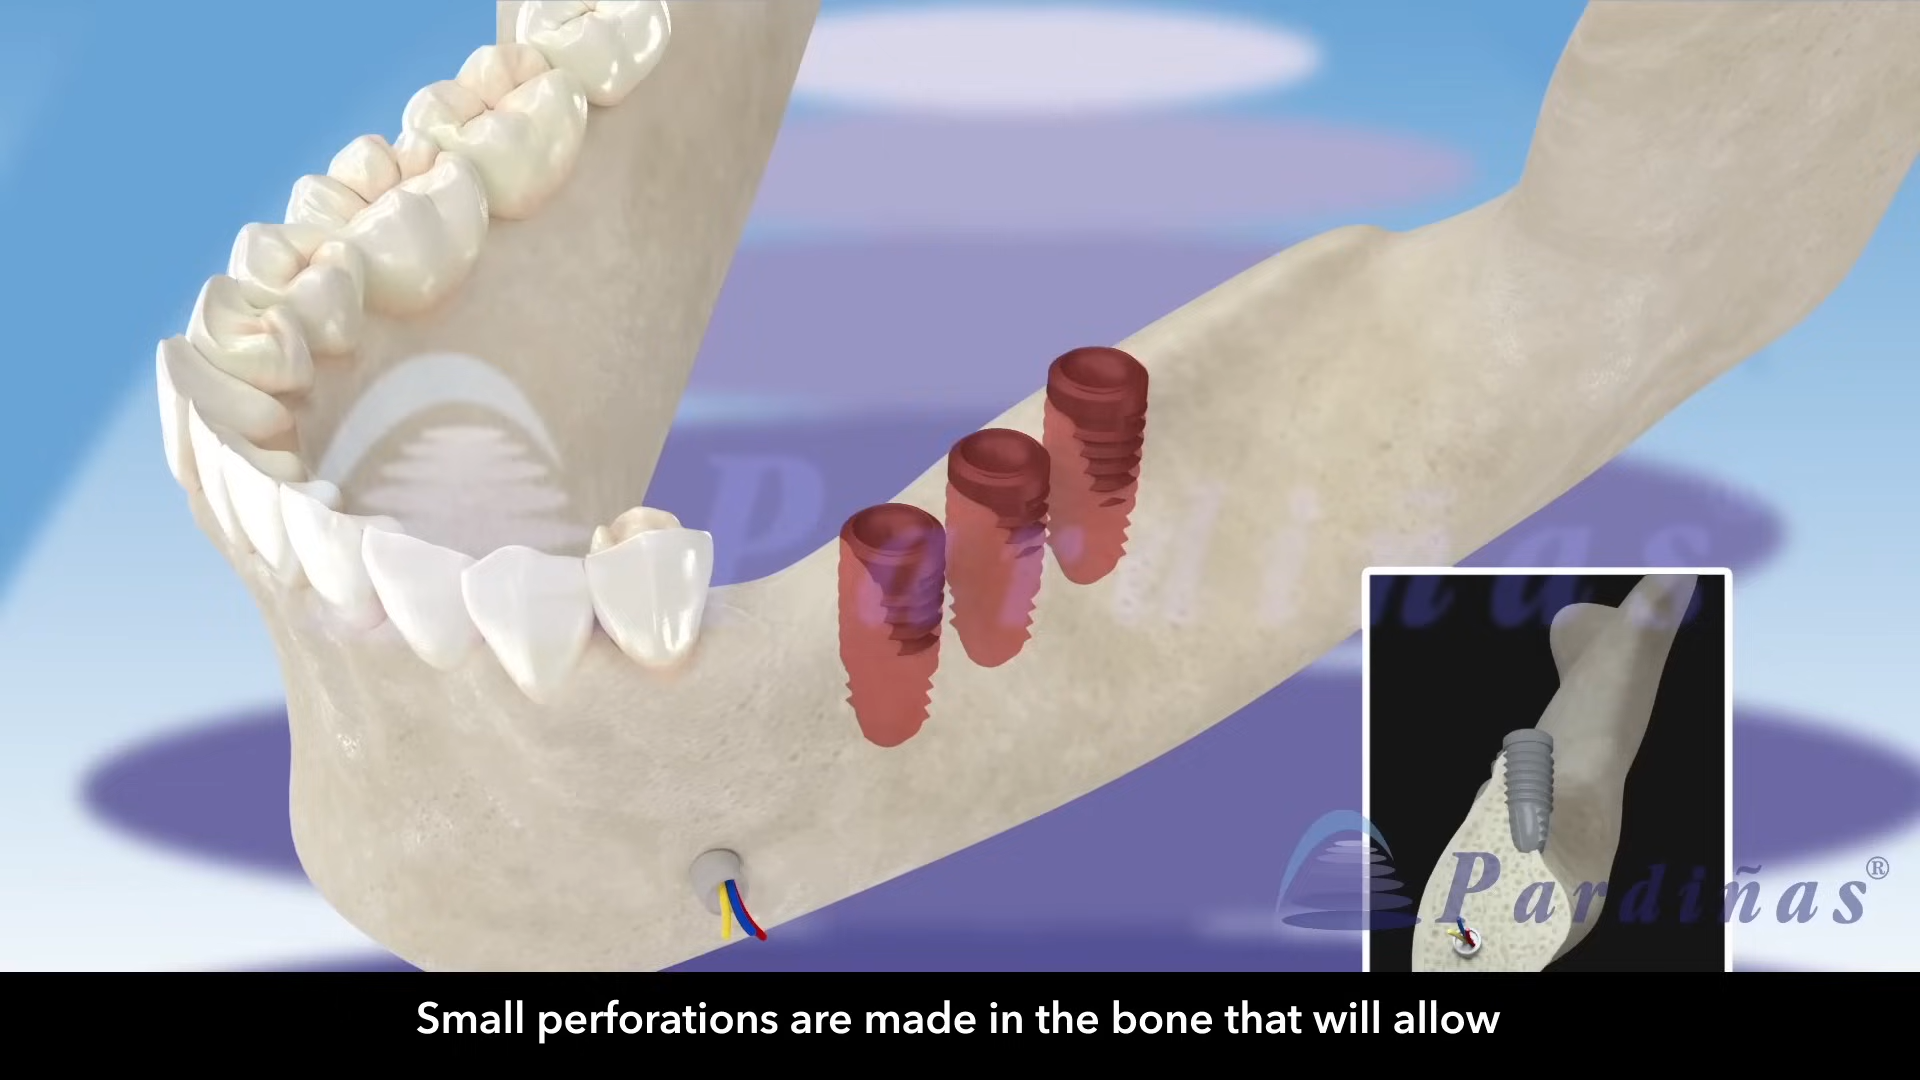 Pardiñas
Pardiñas®
Small perforations are made in the bone that will allow